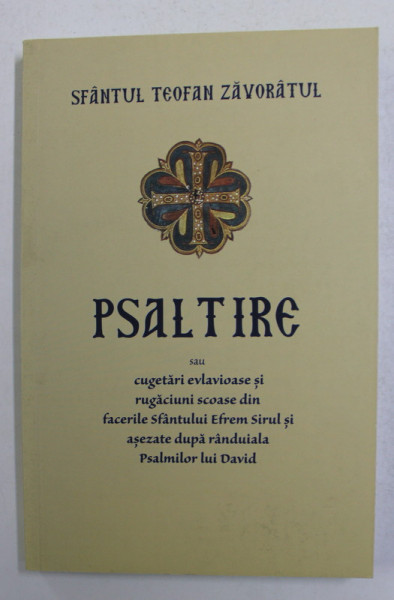 SFÂNTUL TEOFAN ZĂVORÂTUL
PSALTIRE
sau
cugetări evlavioase și
rugăciuni scoase din
facerile Sfântului Efrem Sirul și
așezate după rânduiala
Psalmilor lui David